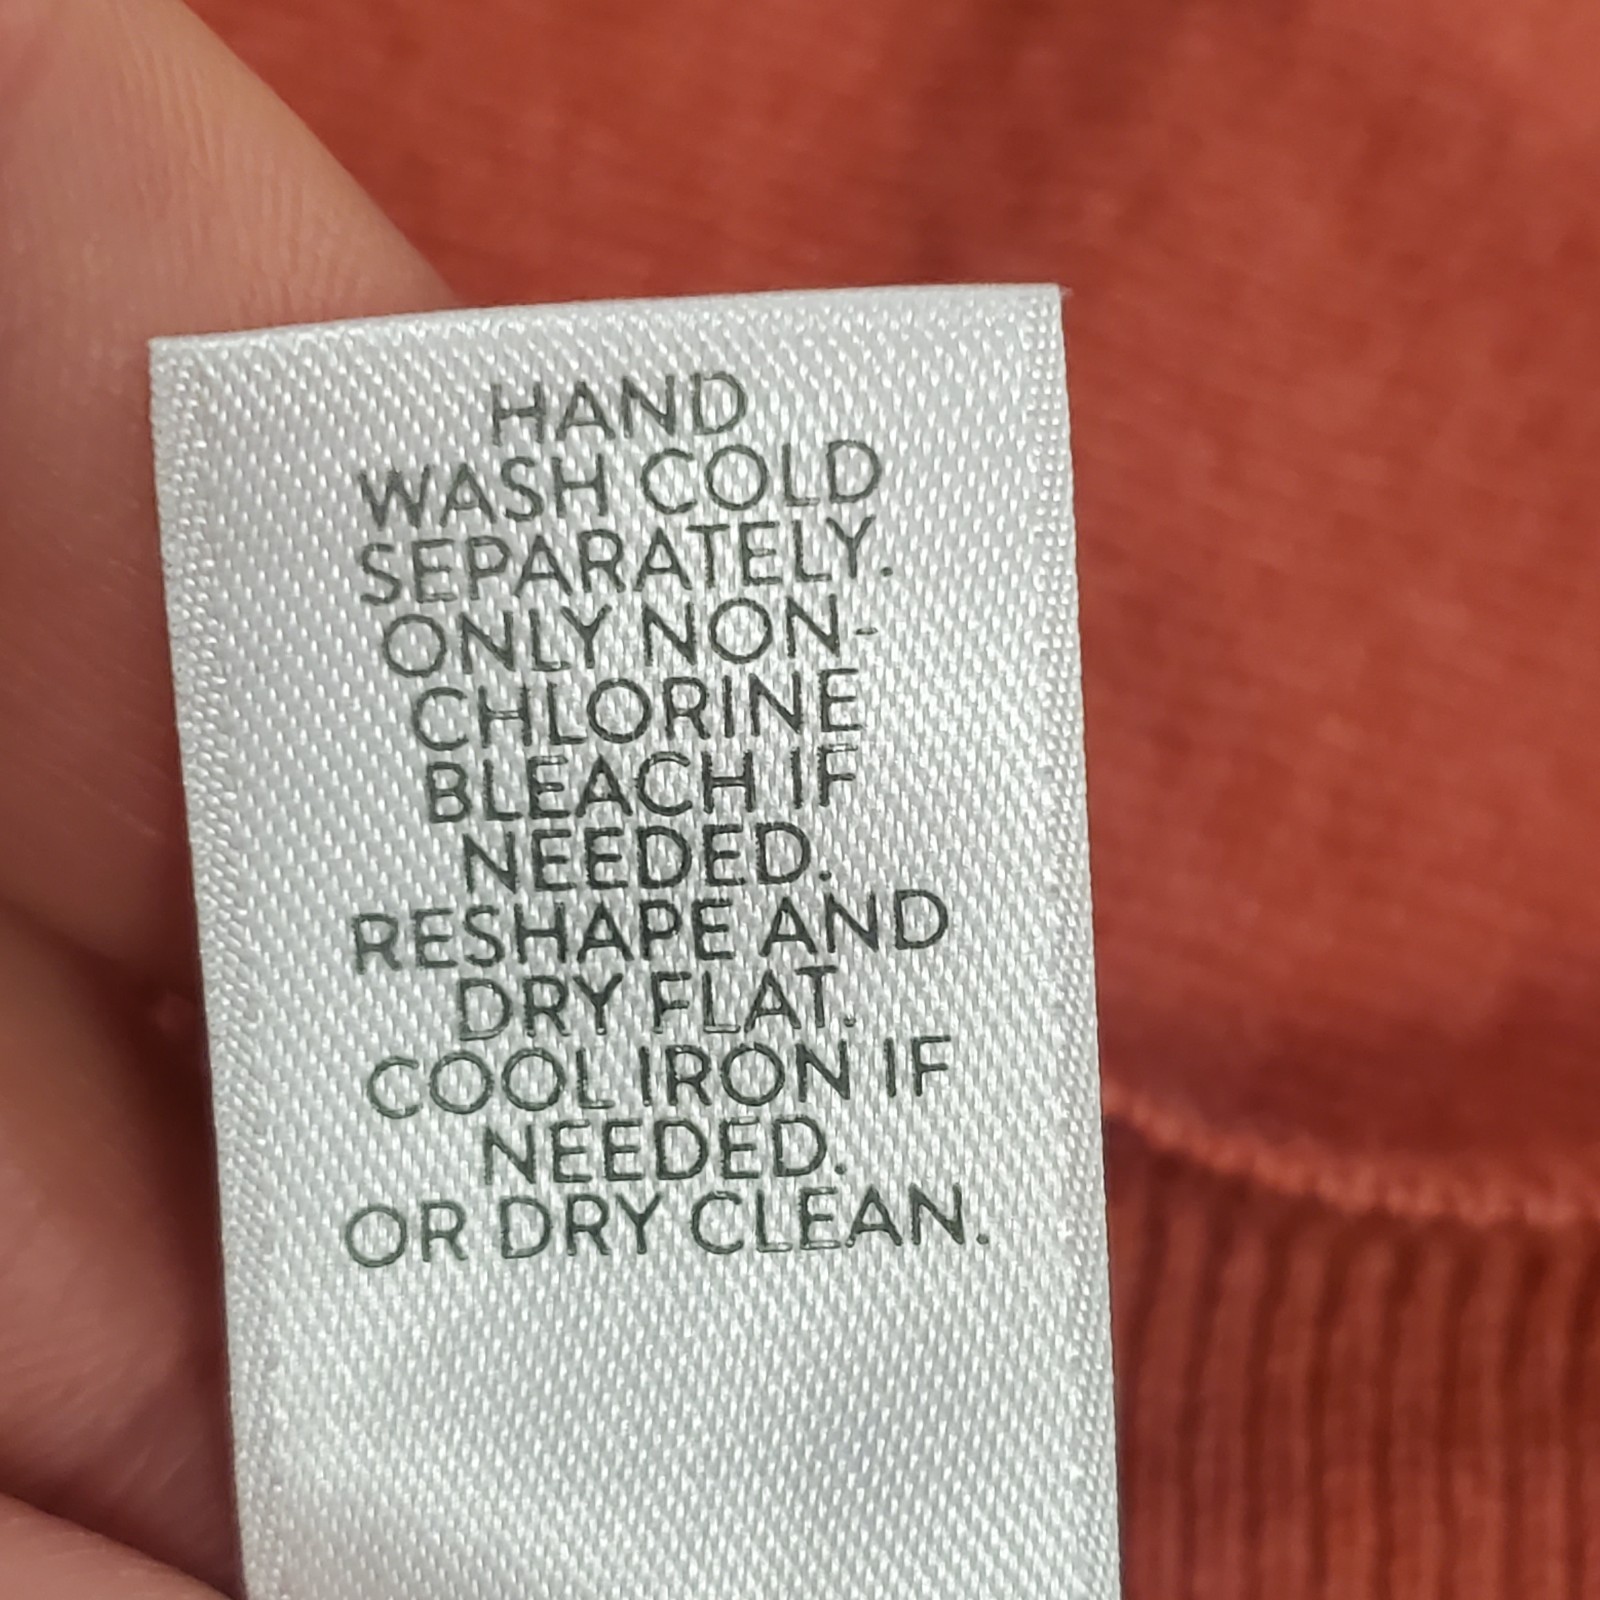 HAND
WASH COLD
SEPARATELY.
ONLY NON-
CHLORINE
BLEACH IF
NEEDED.
RESHAPE AND
DRY FLAT.
COOL IRON IF
NEEDED.
OR DRY CLEAN.